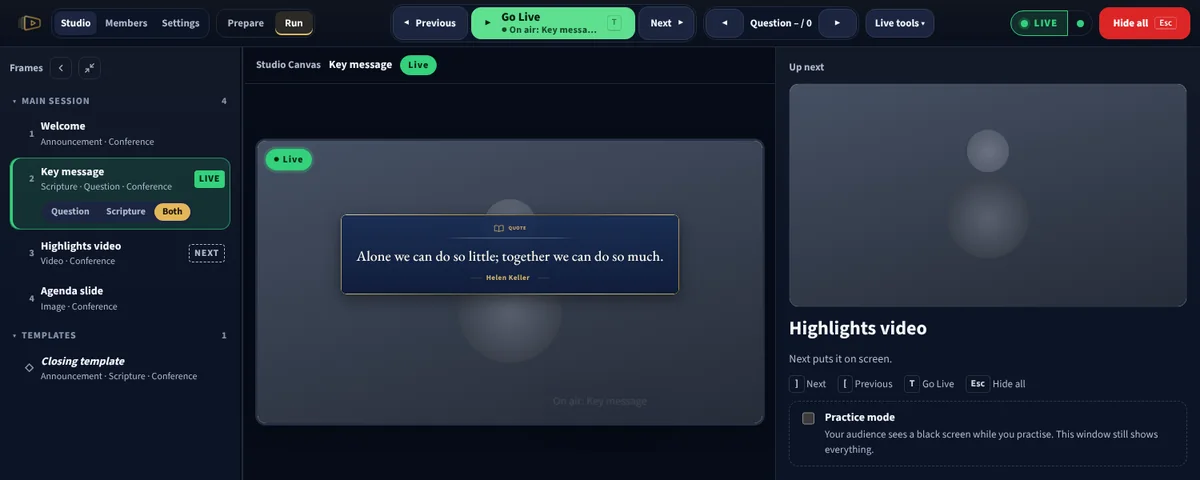 Studio Members Settings Prepare Run
◂ Previous
▸ Go Live T
● On air: Key messa…
Next ▸
◂ Question – / 0 ▸
Live tools ▾
LIVE
Hide all Esc
Frames
▾ MAIN SESSION 4
1 Welcome
Announcement · Conference
2 Key message LIVE
Scripture · Question · Conference
Question Scripture Both
3 Highlights video NEXT
Video · Conference
4 Agenda slide
Image · Conference
▾ TEMPLATES 1
Closing template
Announcement · Scripture · Conference
Studio Canvas Key message Live
● Live
QUOTE
Alone we can do so little; together we can do so much.
Helen Keller
On air: Key message
Up next
Highlights video
Next puts it on screen.
] Next [ Previous T Go Live Esc Hide all
Practice mode
Your audience sees a black screen while you practise. This window still shows
everything.